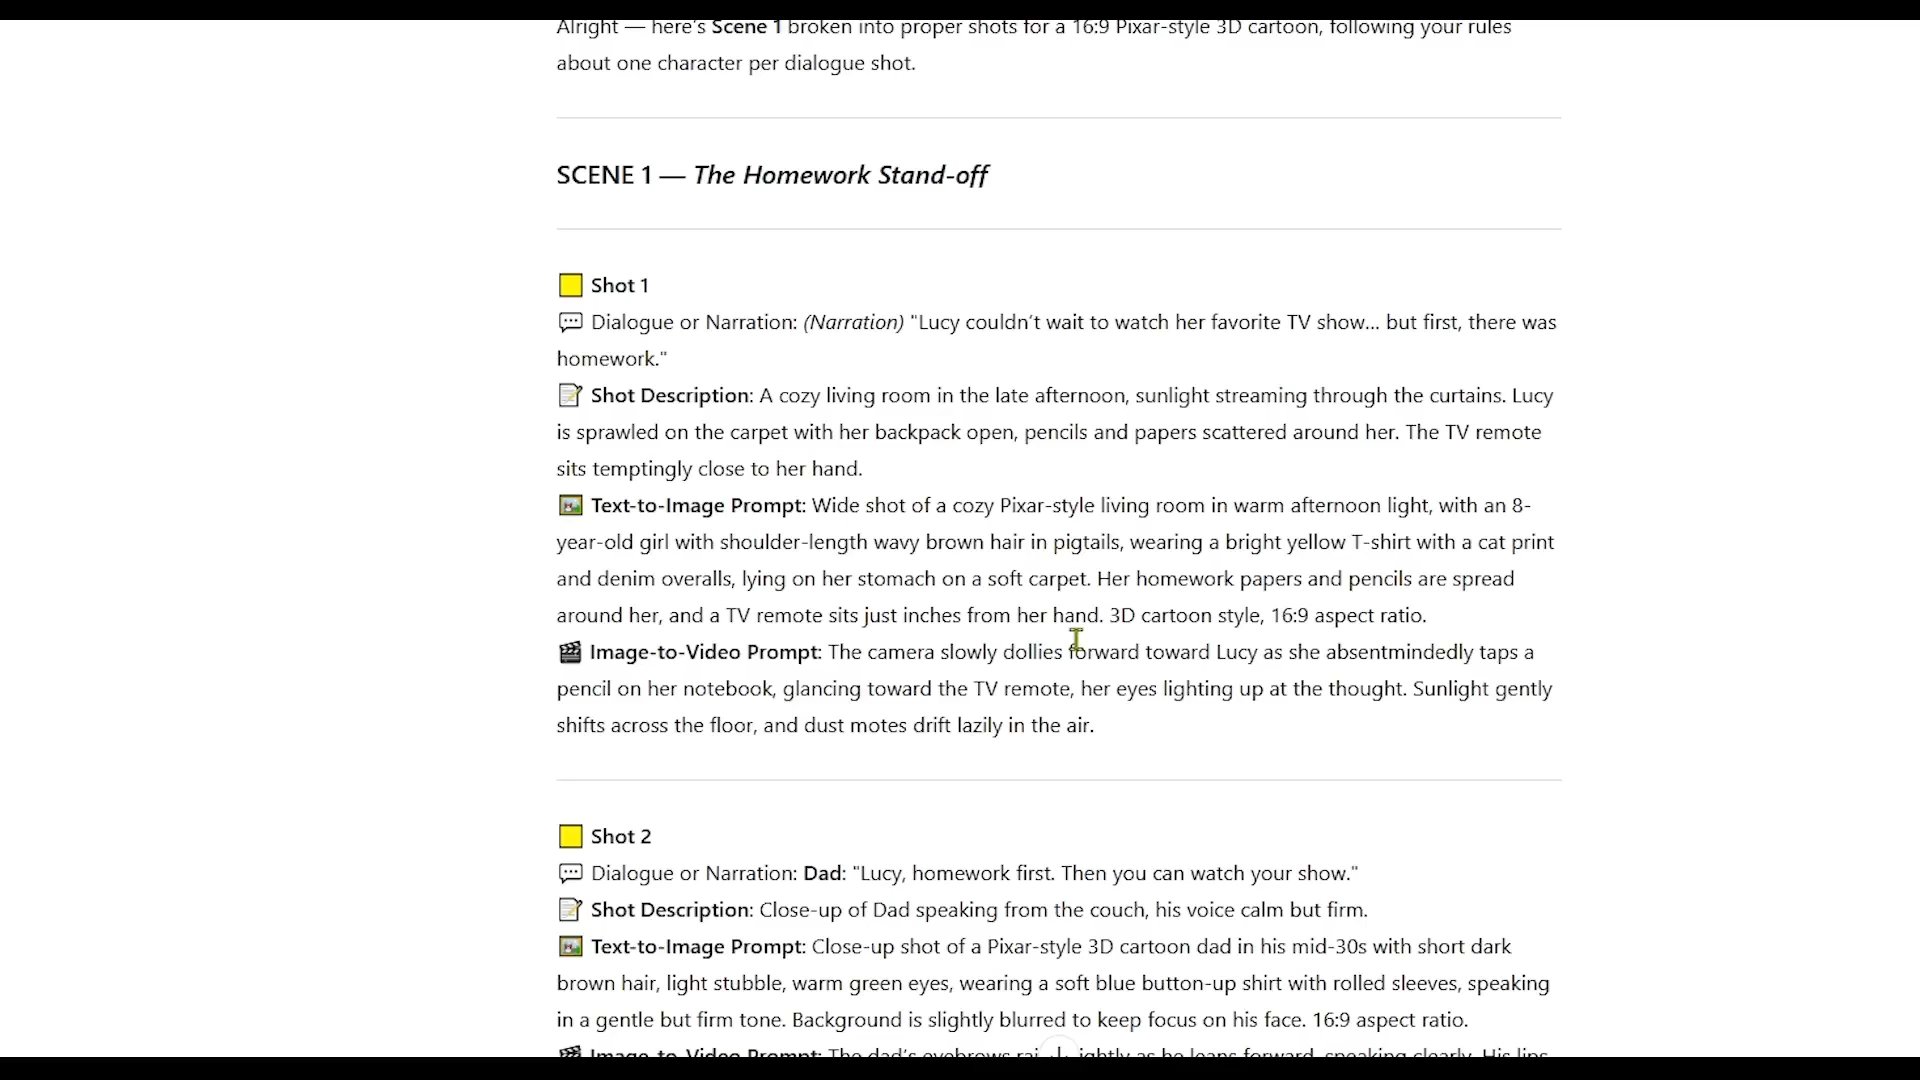 Alright — here's Scene 1 broken into proper shots for a 16:9 Pixar-style 3D cartoon, following your rules
about one character per dialogue shot.
SCENE 1 — The Homework Stand-off
Shot 1
Dialogue or Narration: (Narration) "Lucy couldn't wait to watch her favorite TV show... but first, there was
homework."
Shot Description: A cozy living room in the late afternoon, sunlight streaming through the curtains. Lucy
is sprawled on the carpet with her backpack open, pencils and papers scattered around her. The TV remote
sits temptingly close to her hand.
Text-to-Image Prompt: Wide shot of a cozy Pixar-style living room in warm afternoon light, with an 8-
year-old girl with shoulder-length wavy brown hair in pigtails, wearing a bright yellow T-shirt with a cat print
and denim overalls, lying on her stomach on a soft carpet. Her homework papers and pencils are spread
around her, and a TV remote sits just inches from her hand. 3D cartoon style, 16:9 aspect ratio.
Image-to-Video Prompt: The camera slowly dollies forward toward Lucy as she absentmindedly taps a
pencil on her notebook, glancing toward the TV remote, her eyes lighting up at the thought. Sunlight gently
shifts across the floor, and dust motes drift lazily in the air.
Shot 2
Dialogue or Narration: Dad: "Lucy, homework first. Then you can watch your show."
Shot Description: Close-up of Dad speaking from the couch, his voice calm but firm.
Text-to-Image Prompt: Close-up shot of a Pixar-style 3D cartoon dad in his mid-30s with short dark
brown hair, light stubble, warm green eyes, wearing a soft blue button-up shirt with rolled sleeves, speaking
in a gentle but firm tone. Background is slightly blurred to keep focus on his face. 16:9 aspect ratio.
Image-to-Video Prompt: The dad's eyebrows as he leans forward, speaking clearly. His lips